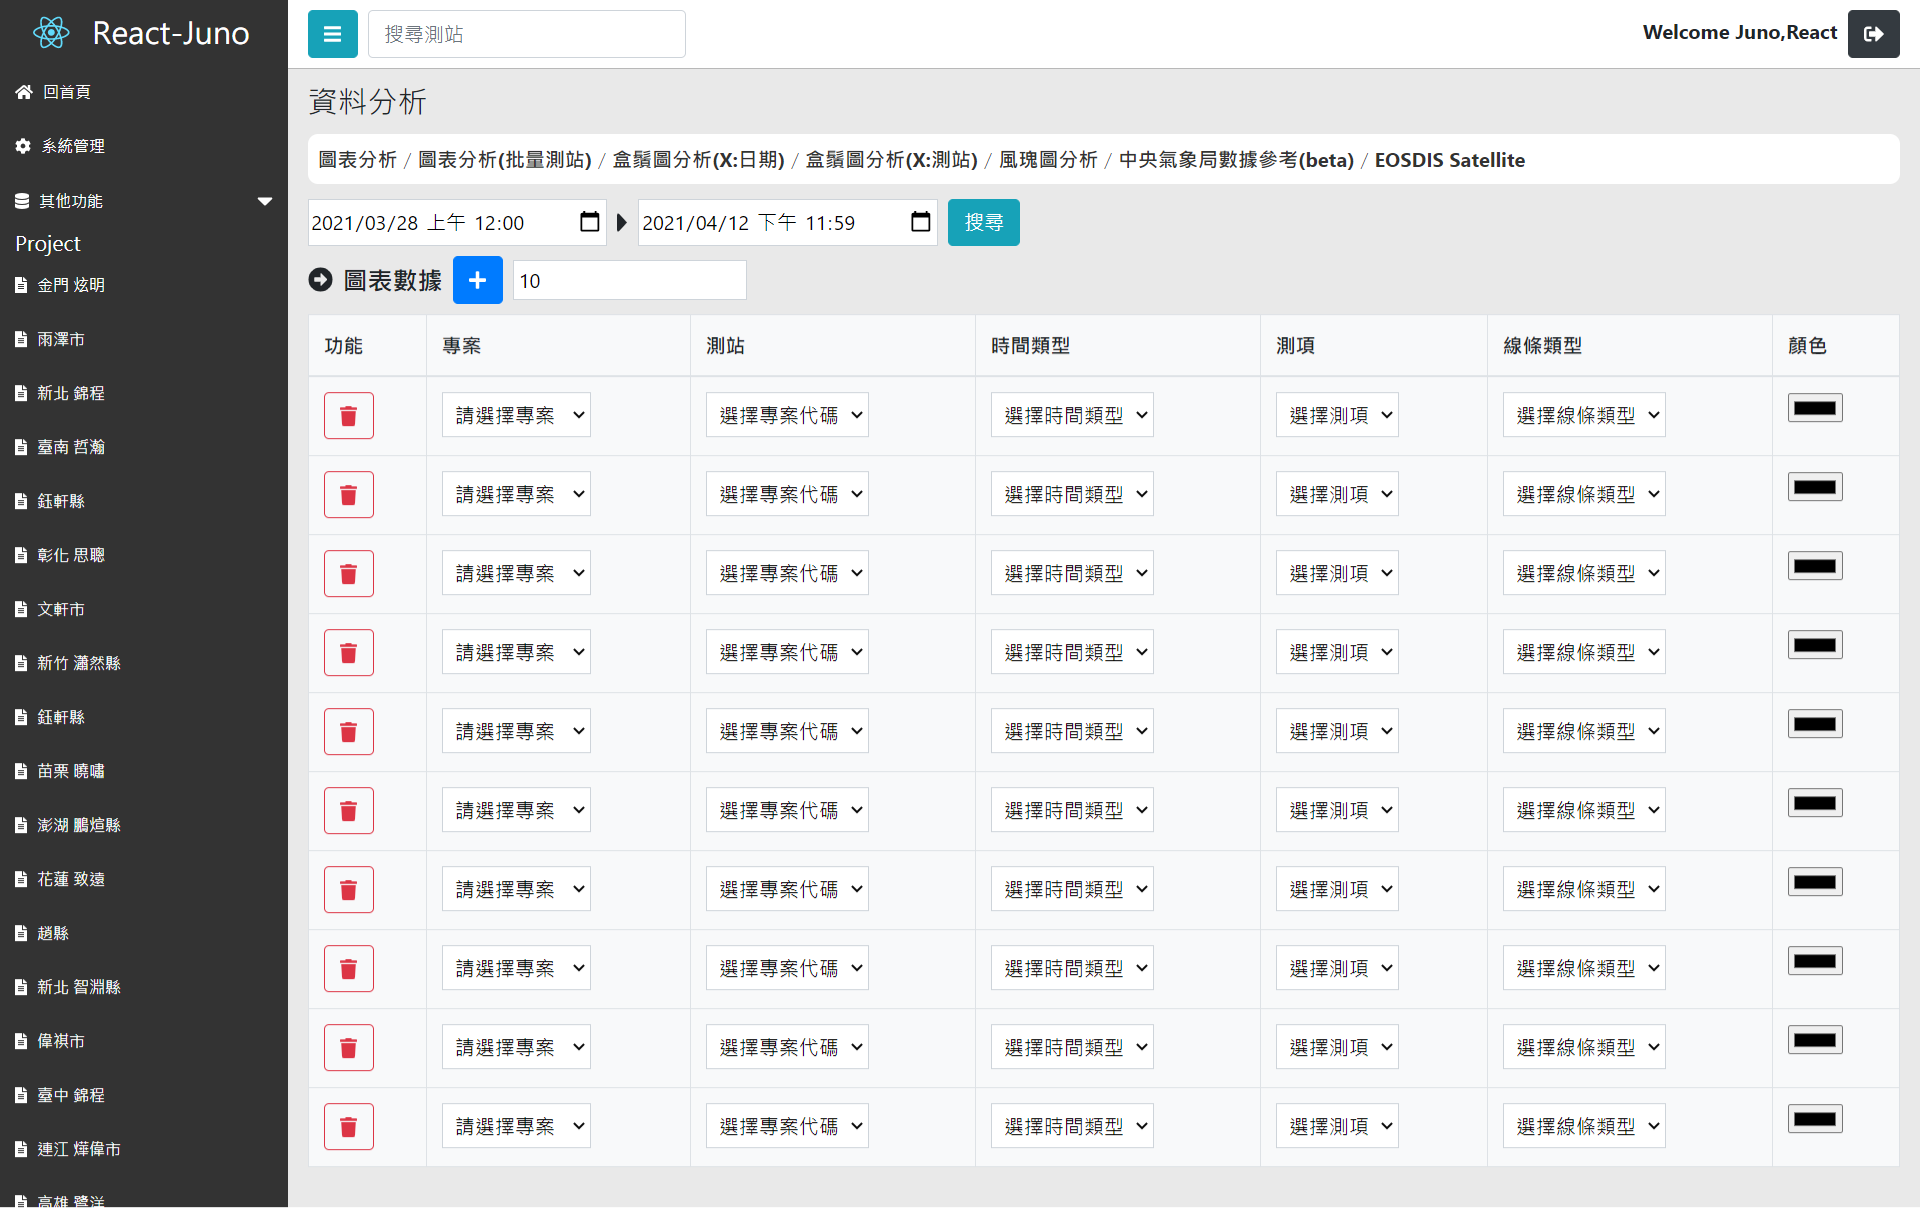 React-Juno
回首頁
系統管理
其他功能
Project
金門 炫明
雨澤市
新北 錦程
臺南 哲瀚
鈺軒縣
彰化 思聰
文軒市
新竹 瀟然縣
鈺軒縣
苗栗 曉嘯
澎湖 鵬煊縣
花蓮 致遠
趙縣
新北 智淵縣
偉祺市
臺中 錦程
連江 燁偉市
高雄 鷺洋
搜尋測站
Welcome Juno,React
資料分析
圖表分析 / 圖表分析(批量測站) / 盒鬚圖分析(X:日期) / 盒鬚圖分析(X:測站) / 風瑰圖分析 / 中央氣象局數據參考(beta) / EOSDIS Satellite
2021/03/28 上午 12:00 2021/04/12 下午 11:59 搜尋
圖表數據 10
功能 專案 測站 時間類型 測項 線條類型 顏色
請選擇專案 選擇專案代碼 選擇時間類型 選擇測項 選擇線條類型
請選擇專案 選擇專案代碼 選擇時間類型 選擇測項 選擇線條類型
請選擇專案 選擇專案代碼 選擇時間類型 選擇測項 選擇線條類型
請選擇專案 選擇專案代碼 選擇時間類型 選擇測項 選擇線條類型
請選擇專案 選擇專案代碼 選擇時間類型 選擇測項 選擇線條類型
請選擇專案 選擇專案代碼 選擇時間類型 選擇測項 選擇線條類型
請選擇專案 選擇專案代碼 選擇時間類型 選擇測項 選擇線條類型
請選擇專案 選擇專案代碼 選擇時間類型 選擇測項 選擇線條類型
請選擇專案 選擇專案代碼 選擇時間類型 選擇測項 選擇線條類型
請選擇專案 選擇專案代碼 選擇時間類型 選擇測項 選擇線條類型